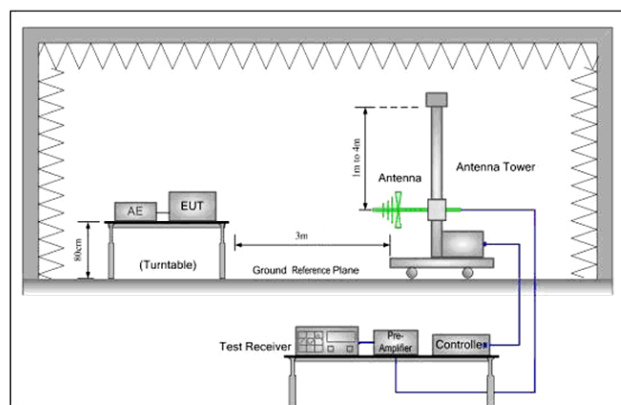 1m to 4m
Antenna
Antenna Tower
AE
EUT
80cm
(Turntable)
3m
Ground Reference Plane
Test Receiver
Pre-
Amplifier
Controlle